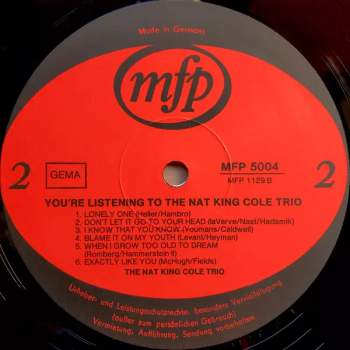 Made in Germany
mfp
2
GEMA
MFP 5004
MFP 1129 B
2
YOU'RE LISTENING TO THE NAT KING COLE TRIO
1. LONELY ONE (Heller/Hambro)
2. DON'T LET IT GO TO YOUR HEAD (laVerve/Nast/Hadamik)
3. I KNOW THAT YOU KNOW (Youmans/Caldwell)
4. BLAME IT ON MY YOUTH (Levant/Heyman)
5. WHEN I GROW TOO OLD TO DREAM
(Romberg/Hammerstein II)
6. EXACTLY LIKE YOU (McHugh/Fields)
THE NAT KING COLE TRIO
Urheber- und Leistungsschutzrechte, besonders Vervielfältigung
(außer zum persönlichen Gebrauch)
Vermietung, Aufführung, Sendung vorbehalten